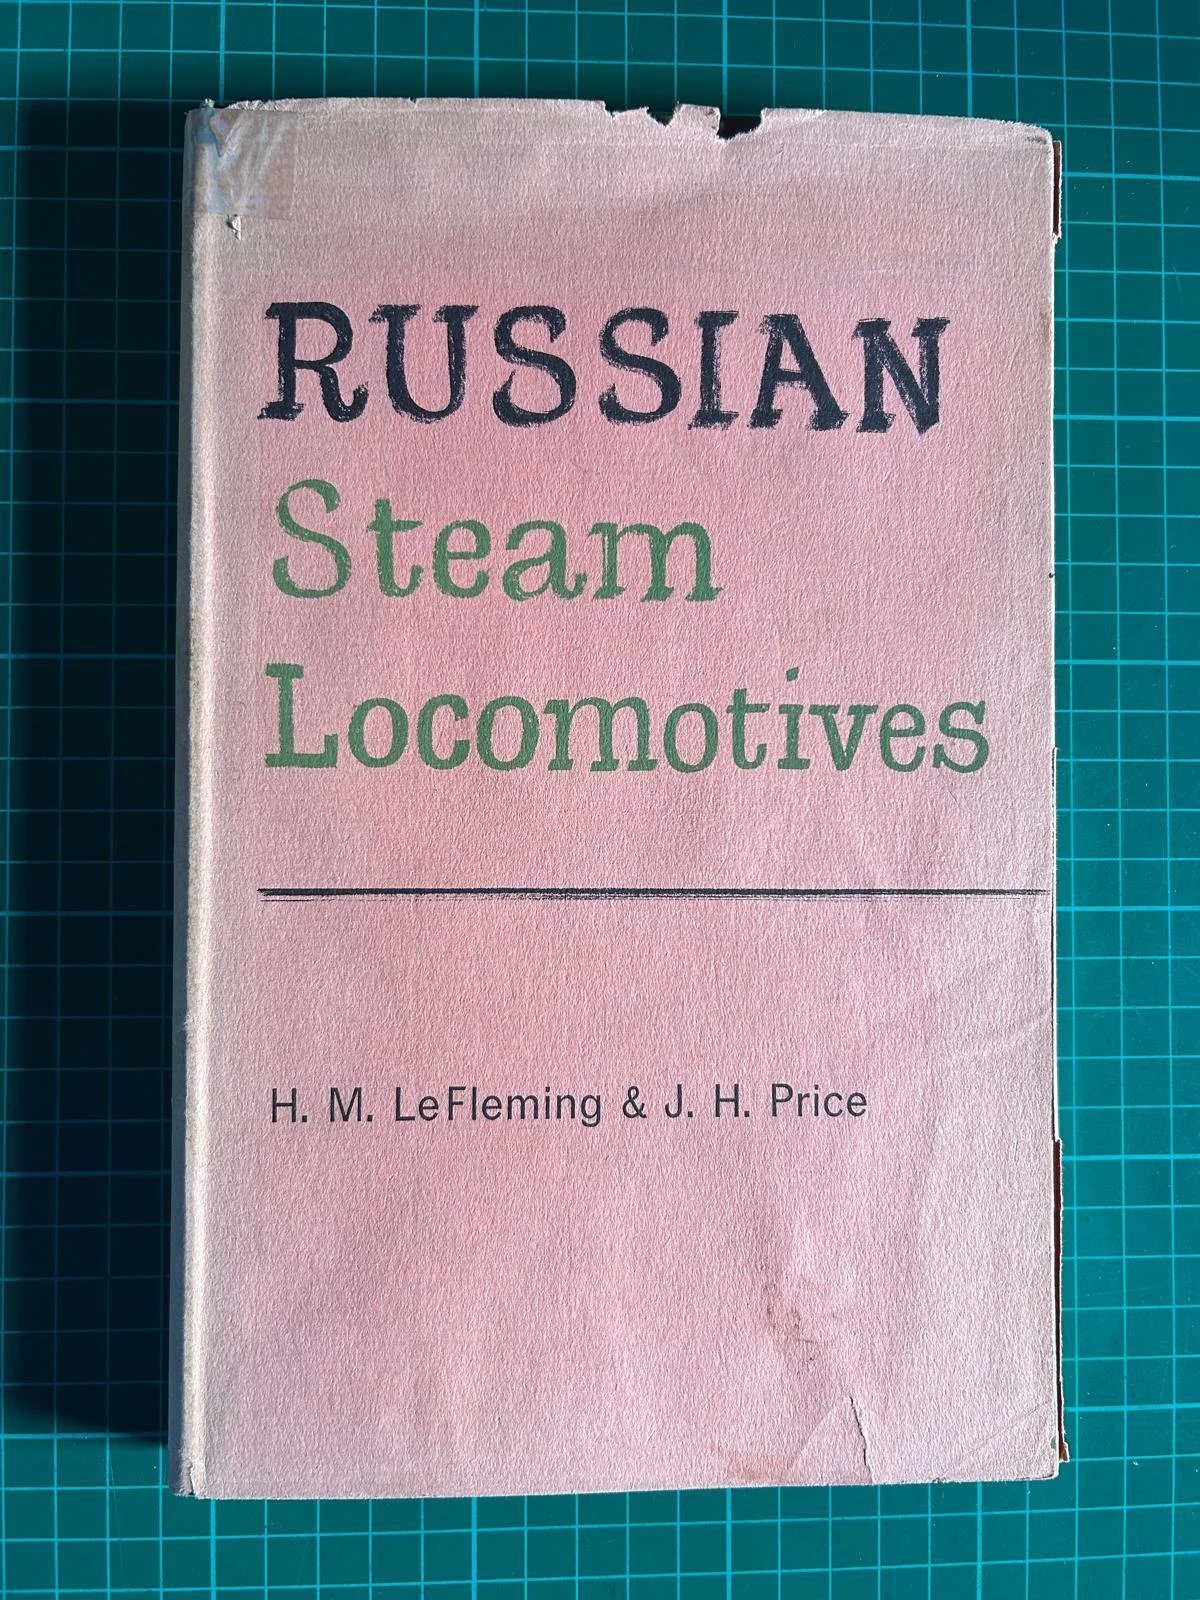 RUSSIAN
Steam
Locomotives
H. M. LeFleming & J. H. Price